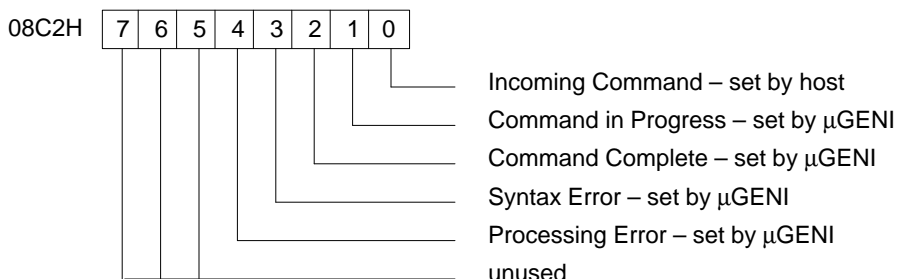 08C2H 7 6 5 4 3 2 1 0
Incoming Command – set by host
Command in Progress – set by μGENI
Command Complete – set by μGENI
Syntax Error – set by μGENI
Processing Error – set by μGENI
unused